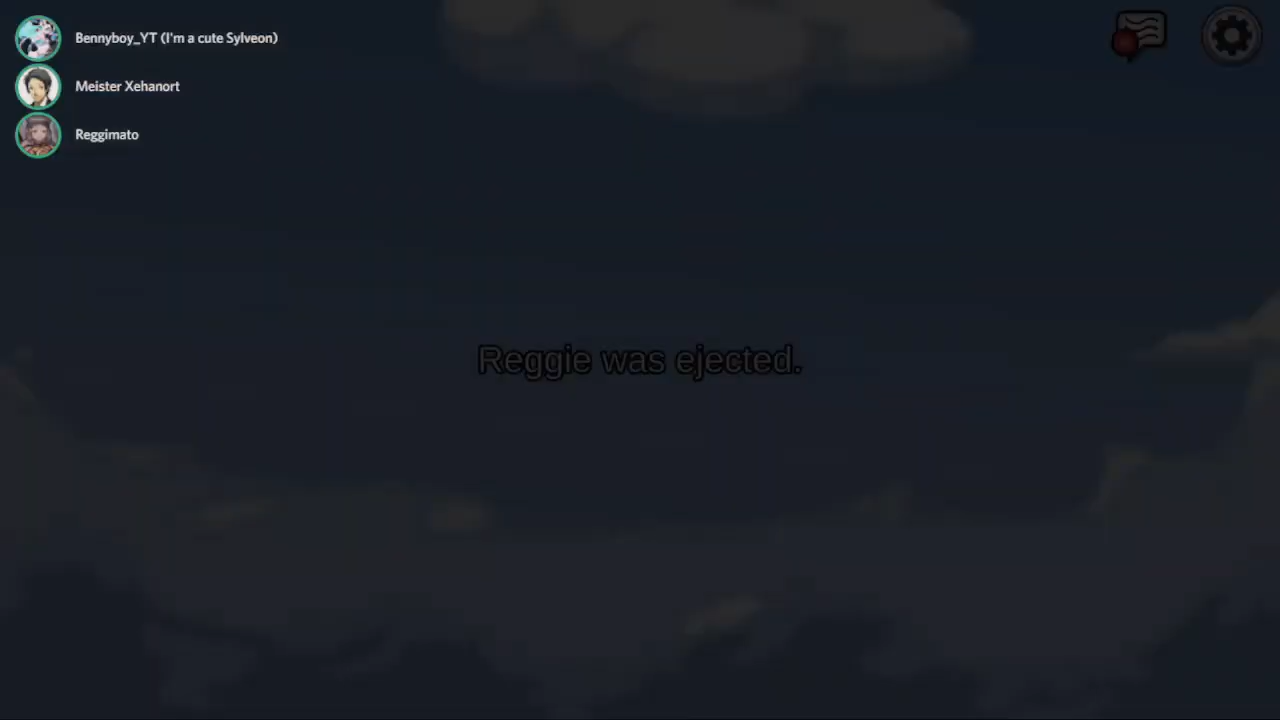 Bennyboy_YT (I'm a cute Sylveon)
Meister Xehanort
Reggimato
Reggie was ejected.